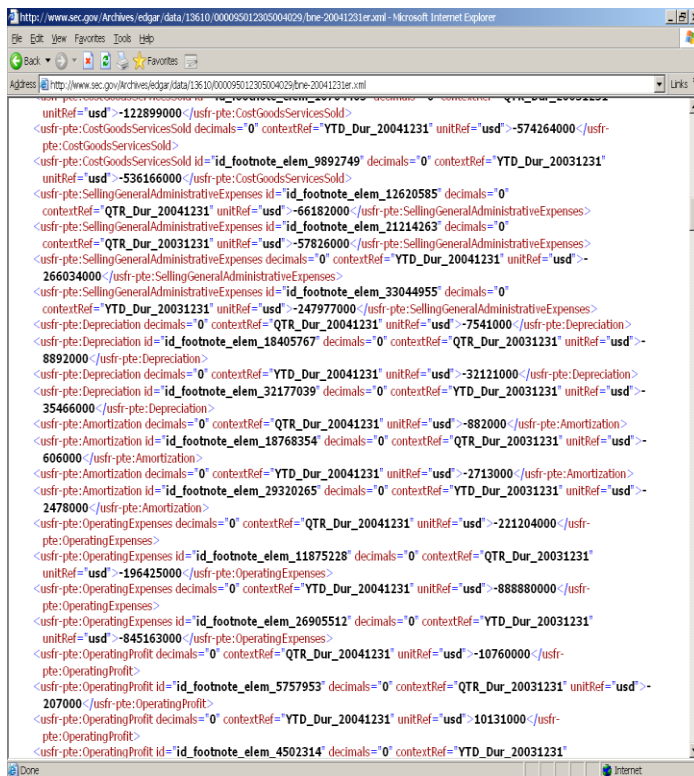 http://www.sec.gov/Archives/edgar/data/13610/000095012305004029/bne-20041231er.xml - Microsoft Internet Explorer
File Edit View Favorites Tools Help
Back Favorites
Address http://www.sec.gov/Archives/edgar/data/13610/000095012305004029/bne-20041231er.xml Links
unitRef="usd">-122899000</usfr-pte:CostGoodsServicesSold>
<usfr-pte:CostGoodsServicesSold decimals="0" contextRef="YTD_Dur_20041231" unitRef="usd">-574264000</usfr-
pte:CostGoodsServicesSold>
<usfr-pte:CostGoodsServicesSold id="id_footnote_elem_9892749" decimals="0" contextRef="YTD_Dur_20031231"
unitRef="usd">-536166000</usfr-pte:CostGoodsServicesSold>
<usfr-pte:SellingGeneralAdministrativeExpenses id="id_footnote_elem_12620585" decimals="0"
contextRef="QTR_Dur_20041231" unitRef="usd">-66182000</usfr-pte:SellingGeneralAdministrativeExpenses>
<usfr-pte:SellingGeneralAdministrativeExpenses id="id_footnote_elem_21214263" decimals="0"
contextRef="QTR_Dur_20031231" unitRef="usd">-57826000</usfr-pte:SellingGeneralAdministrativeExpenses>
<usfr-pte:SellingGeneralAdministrativeExpenses decimals="0" contextRef="YTD_Dur_20041231" unitRef="usd">-
266034000</usfr-pte:SellingGeneralAdministrativeExpenses>
<usfr-pte:SellingGeneralAdministrativeExpenses id="id_footnote_elem_33044955" decimals="0"
contextRef="YTD_Dur_20031231" unitRef="usd">-247977000</usfr-pte:SellingGeneralAdministrativeExpenses>
<usfr-pte:Depreciation decimals="0" contextRef="QTR_Dur_20041231" unitRef="usd">-7541000</usfr-pte:Depreciation>
<usfr-pte:Depreciation id="id_footnote_elem_18405767" decimals="0" contextRef="QTR_Dur_20031231" unitRef="usd">-
8892000</usfr-pte:Depreciation>
<usfr-pte:Depreciation decimals="0" contextRef="YTD_Dur_20041231" unitRef="usd">-32121000</usfr-pte:Depreciation>
<usfr-pte:Depreciation id="id_footnote_elem_32177039" decimals="0" contextRef="YTD_Dur_20031231" unitRef="usd">-
35466000</usfr-pte:Depreciation>
<usfr-pte:Amortization decimals="0" contextRef="QTR_Dur_20041231" unitRef="usd">-882000</usfr-pte:Amortization>
<usfr-pte:Amortization id="id_footnote_elem_18768354" decimals="0" contextRef="QTR_Dur_20031231" unitRef="usd">-
606000</usfr-pte:Amortization>
<usfr-pte:Amortization decimals="0" contextRef="YTD_Dur_20041231" unitRef="usd">-2713000</usfr-pte:Amortization>
<usfr-pte:Amortization id="id_footnote_elem_29320265" decimals="0" contextRef="YTD_Dur_20031231" unitRef="usd">-
2478000</usfr-pte:Amortization>
<usfr-pte:OperatingExpenses decimals="0" contextRef="QTR_Dur_20041231" unitRef="usd">-221204000</usfr-
pte:OperatingExpenses>
<usfr-pte:OperatingExpenses id="id_footnote_elem_11875228" decimals="0" contextRef="QTR_Dur_20031231"
unitRef="usd">-196425000</usfr-pte:OperatingExpenses>
<usfr-pte:OperatingExpenses decimals="0" contextRef="YTD_Dur_20041231" unitRef="usd">-888880000</usfr-
pte:OperatingExpenses>
<usfr-pte:OperatingExpenses id="id_footnote_elem_26905512" decimals="0" contextRef="YTD_Dur_20031231"
unitRef="usd">-845163000</usfr-pte:OperatingExpenses>
<usfr-pte:OperatingProfit decimals="0" contextRef="QTR_Dur_20041231" unitRef="usd">-10760000</usfr-
pte:OperatingProfit>
<usfr-pte:OperatingProfit id="id_footnote_elem_5757953" decimals="0" contextRef="QTR_Dur_20031231" unitRef="usd">-
207000</usfr-pte:OperatingProfit>
<usfr-pte:OperatingProfit decimals="0" contextRef="YTD_Dur_20041231" unitRef="usd">10131000</usfr-
pte:OperatingProfit>
<usfr-pte:OperatingProfit id="id_footnote_elem_4502314" decimals="0" contextRef="YTD_Dur_20031231"
Done Internet